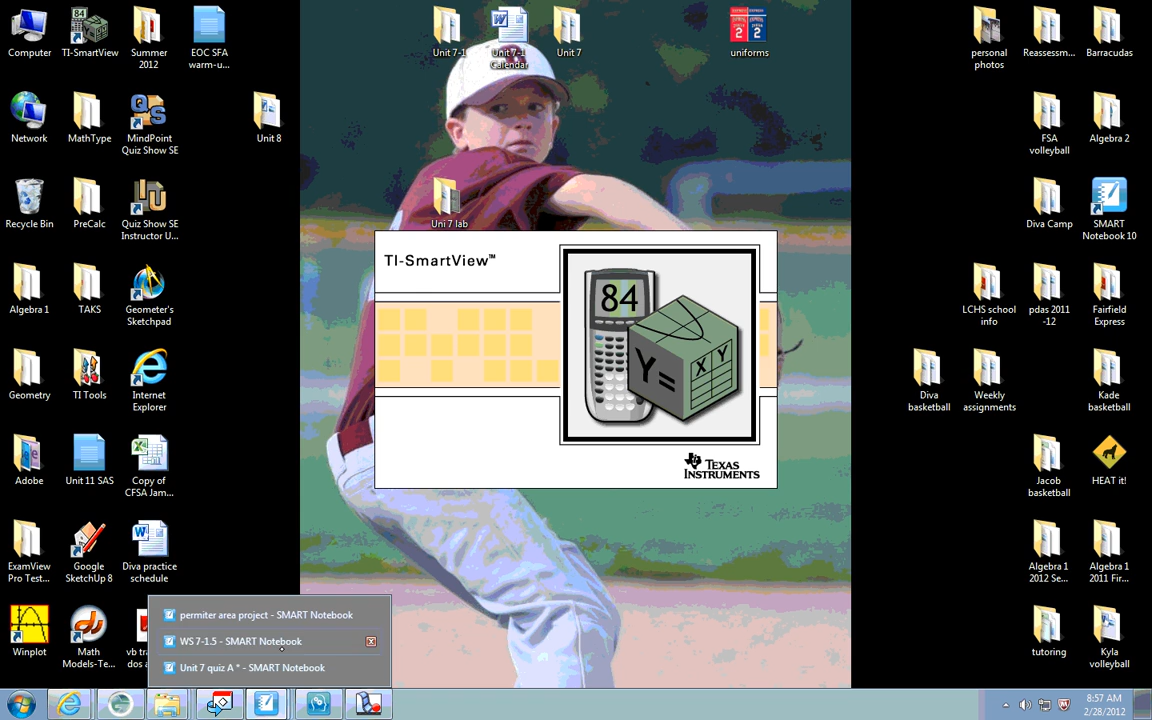 Computer
TI-SmartView
Summer
2012
EOC SFA
warm-u...
Unit 7-1
Unit 7-1
Calendar
Unit 7
uniforms
personal
photos
Reassessm...
Barracudas
Network
MathType
MindPoint
Quiz Show SE
Unit 8
FSA
volleyball
Algebra 2
Recycle Bin
PreCalc
Quiz Show SE
Instructor U...
Uni 7 lab
Diva Camp
SMART
Notebook 10
TI-SmartView™
84
Y=
X Y
TEXAS
INSTRUMENTS
Algebra 1
TAKS
Geometer's
Sketchpad
LCHS school
info
pdas 2011
-12
Fairfield
Express
Geometry
TI Tools
Internet
Explorer
Diva
basketball
Weekly
assignments
Kade
basketball
Adobe
Unit 11 SAS
Copy of
CFSA Jam...
Jacob
basketball
HEAT it!
ExamView
Pro Test...
Google
SketchUp 8
Diva practice
schedule
Algebra 1
2012 Se...
Algebra 1
2011 Fir...
Winplot
Math
Models-Te...
vb tra
dos a
tutoring
Kyla
volleyball
permiter area project - SMART Notebook
WS 7-1.5 - SMART Notebook
Unit 7 quiz A * - SMART Notebook
8:57 AM
2/28/2012